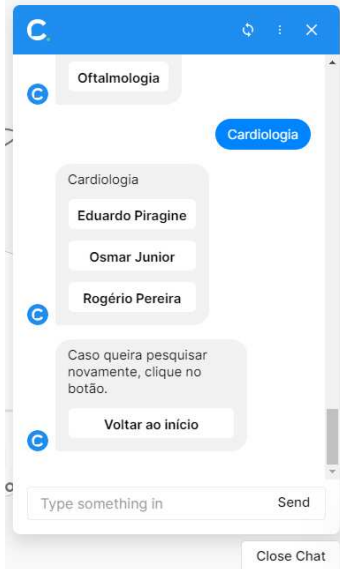 C.
Oftalmologia
C
Cardiologia
Cardiologia
Eduardo Piragine
Osmar Junior
Rogério Pereira
C
Caso queira pesquisar
novamente, clique no
botão.
Voltar ao início
C
Type something in
Send
Close Chat